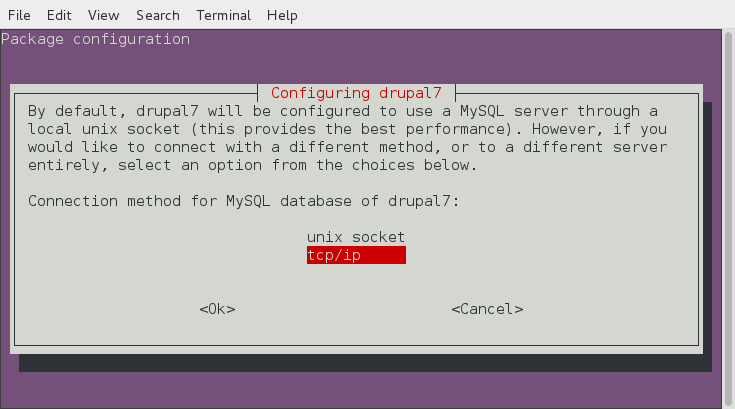 File Edit View Search Terminal Help
Package configuration
Configuring drupal7
By default, drupal7 will be configured to use a MySQL server through a
local unix socket (this provides the best performance). However, if you
would like to connect with a different method, or to a different server
entirely, select an option from the choices below.
Connection method for MySQL database of drupal7:
unix socket
tcp/ip
<Ok> <Cancel>